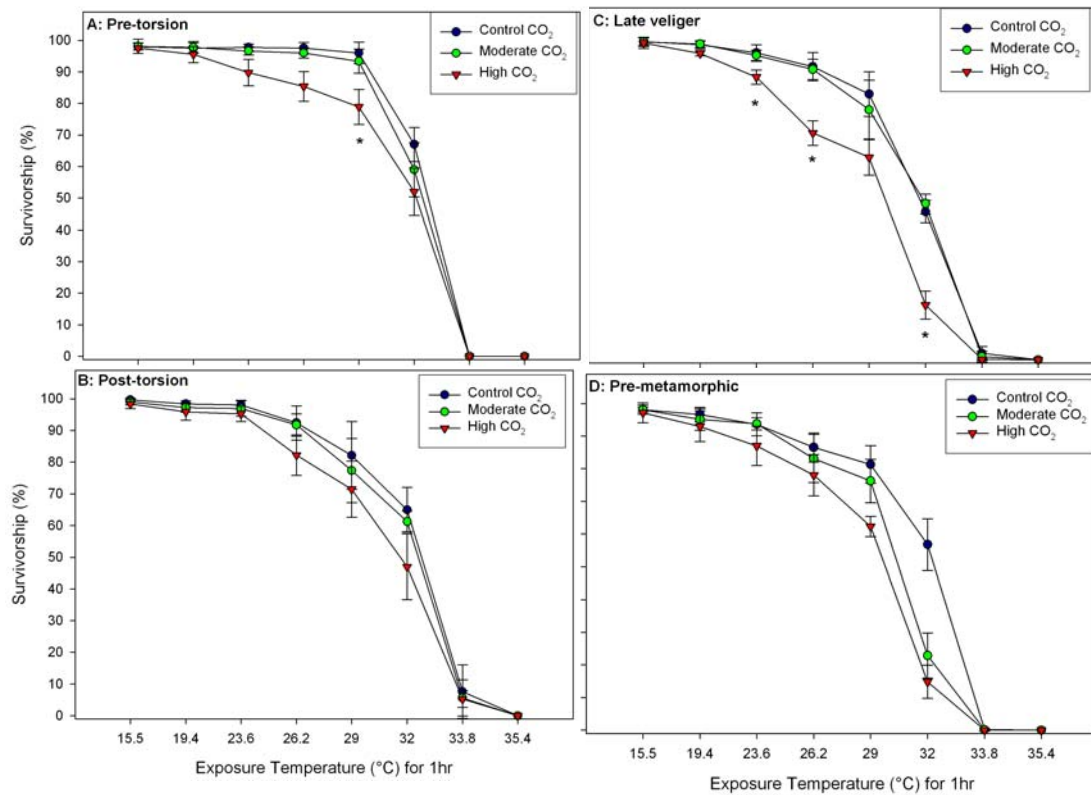 A: Pre-torsion
Control CO2
Moderate CO2
High CO2
100
90
80
70
60
50
40
30
20
10
0
Survivorship (%)
*
C: Late veliger
Control CO2
Moderate CO2
High CO2
*
*
*
B: Post-torsion
Control CO2
Moderate CO2
High CO2
100
90
80
70
60
50
40
30
20
10
0
Survivorship (%)
15.5 19.4 23.6 26.2 29 32 33.8 35.4
Exposure Temperature (°C) for 1hr
D: Pre-metamorphic
Control CO2
Moderate CO2
High CO2
15.5 19.4 23.6 26.2 29 32 33.8 35.4
Exposure Temperature (°C) for 1hr